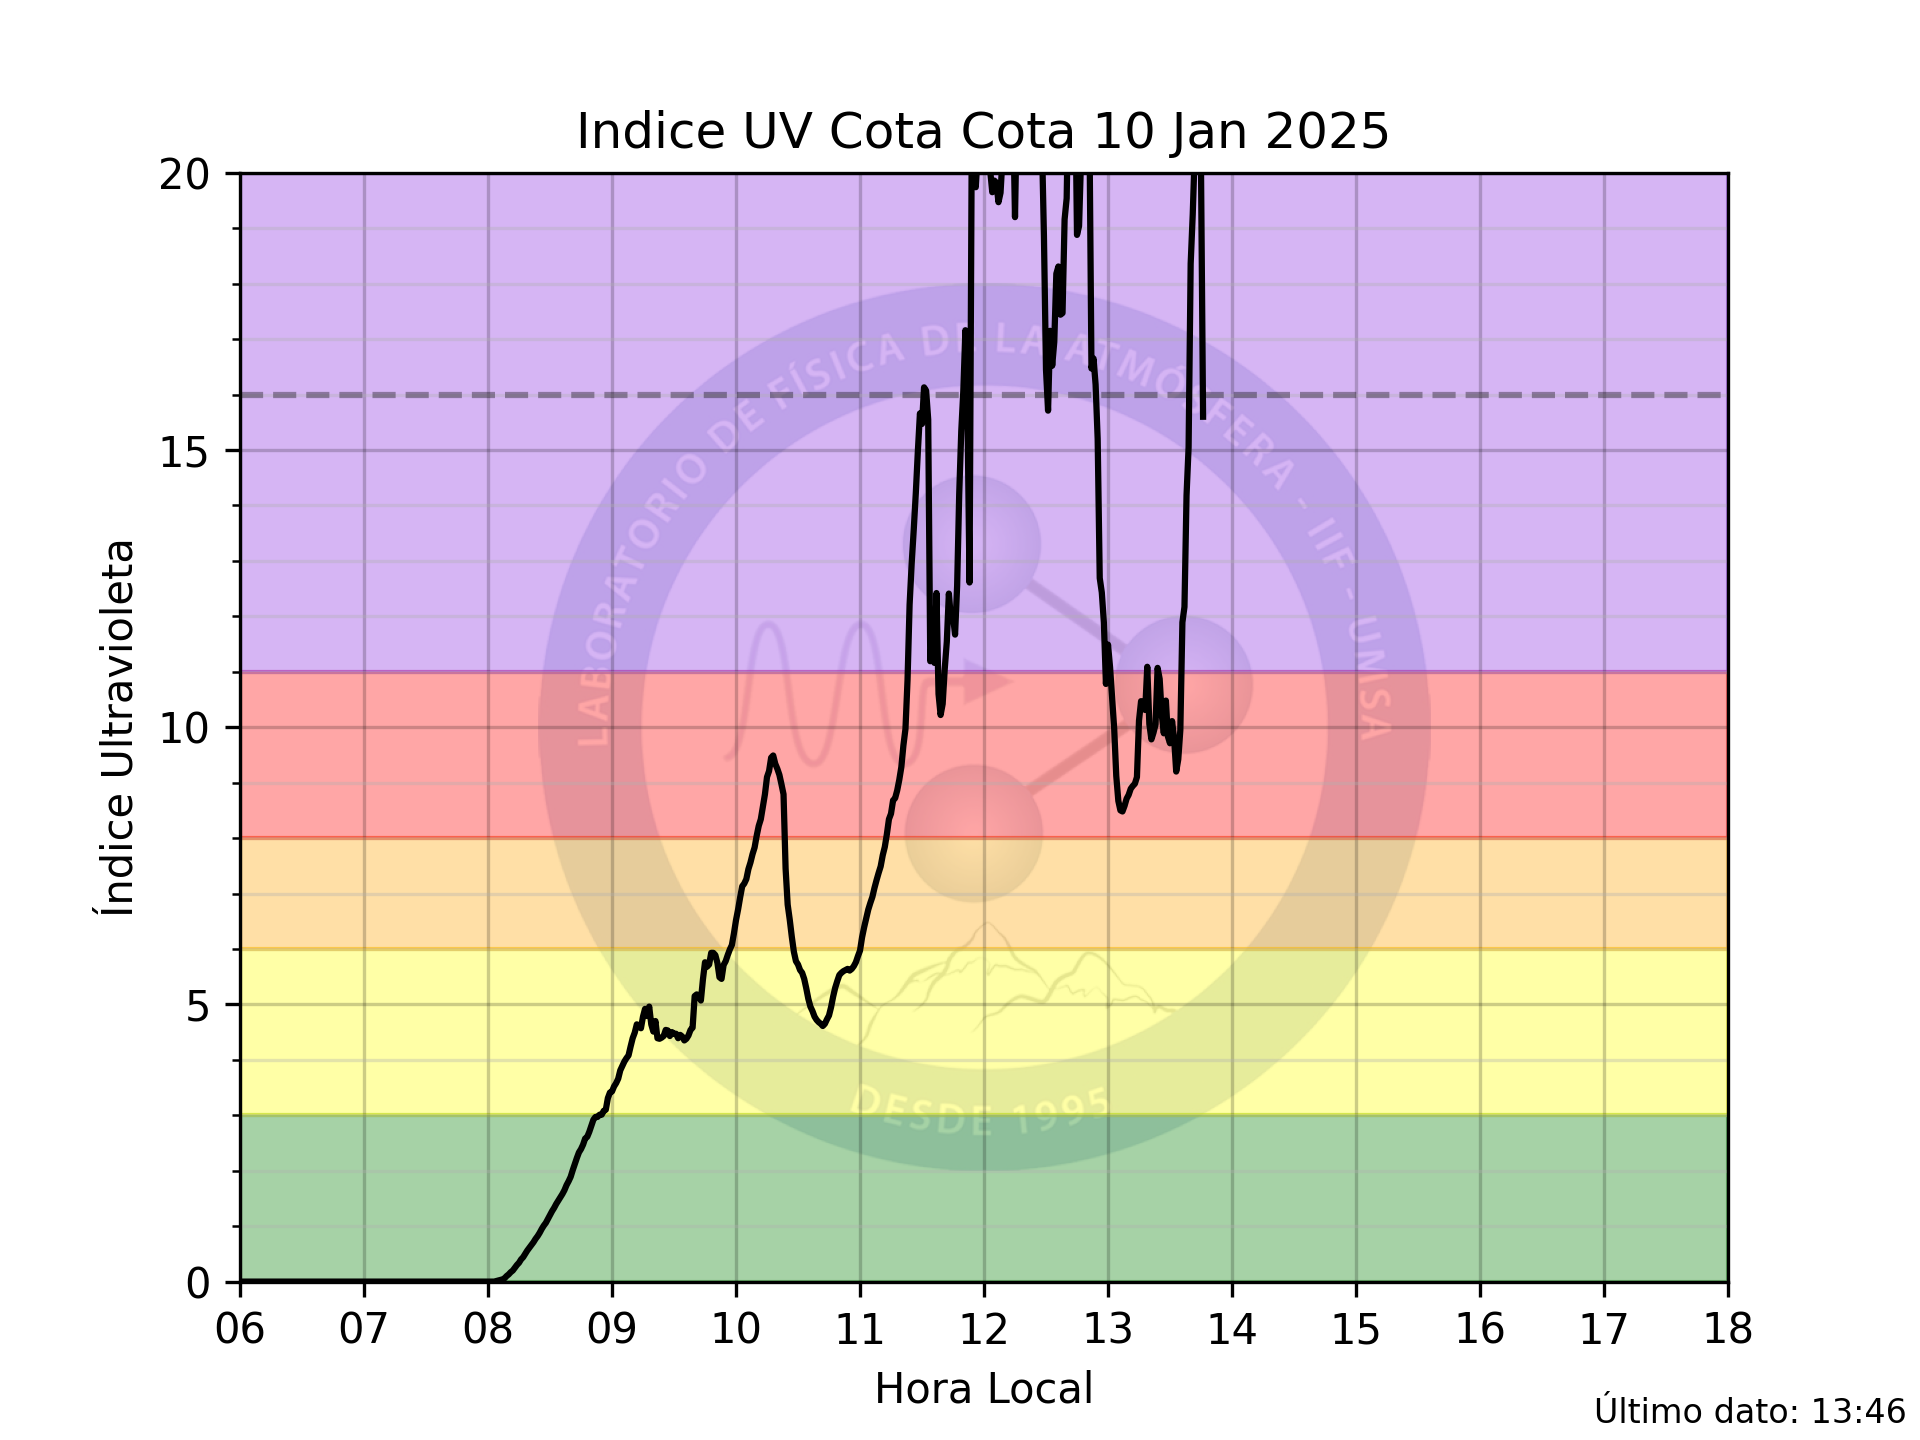 Indice UV Cota Cota 10 Jan 2025
Índice Ultravioleta
20
15
10
5
0
LABORATORIO DE FÍSICA DE LA ATMÓSFERA - IIF - UMSA
DESDE 1995
06 07 08 09 10 11 12 13 14 15 16 17 18
Hora Local
Último dato: 13:46